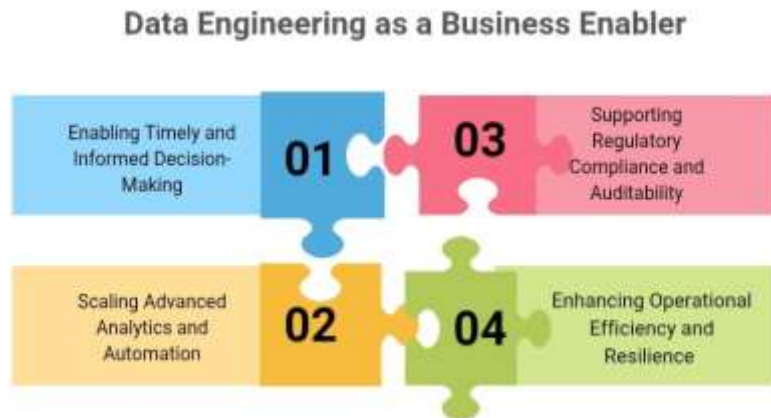 Data Engineering as a Business Enabler
Enabling Timely and
Informed Decision-
Making
01
03
Supporting
Regulatory
Compliance and
Auditability
Scaling Advanced
Analytics and
Automation
02
04
Enhancing Operational
Efficiency and
Resilience